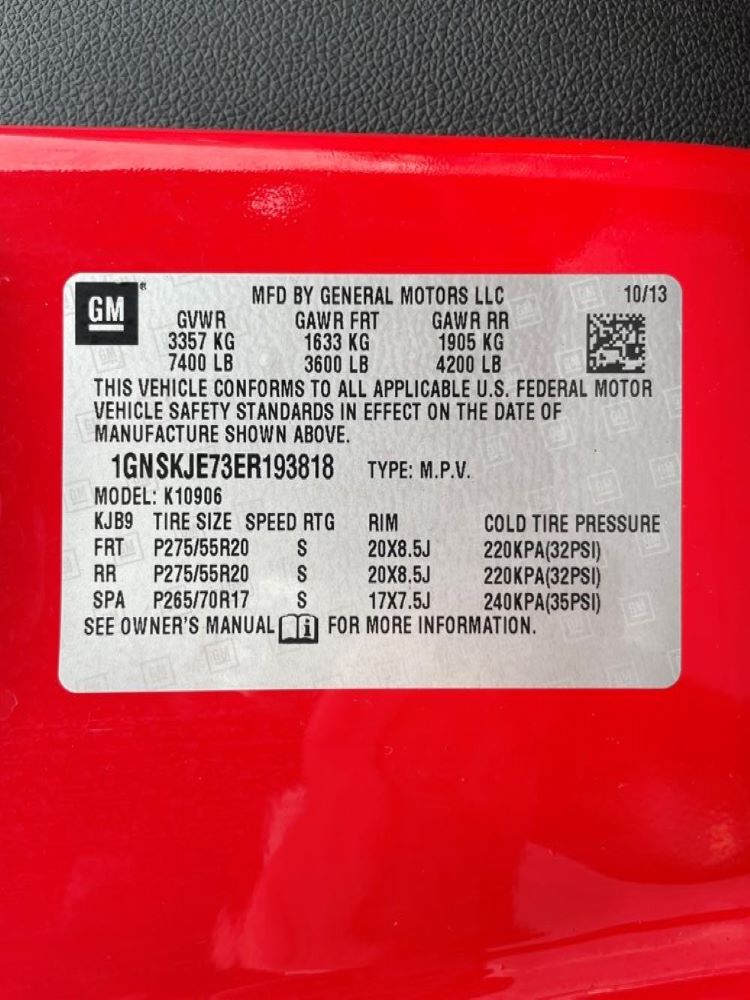 GM®
MFD BY GENERAL MOTORS LLC 10/13
GVWR GAWR FRT GAWR RR
3357 KG 1633 KG 1905 KG
7400 LB 3600 LB 4200 LB
THIS VEHICLE CONFORMS TO ALL APPLICABLE U.S. FEDERAL MOTOR
VEHICLE SAFETY STANDARDS IN EFFECT ON THE DATE OF
MANUFACTURE SHOWN ABOVE.
1GNSKJE73ER193818 TYPE: M.P.V.
MODEL: K10906
KJB9 TIRE SIZE SPEED RTG RIM COLD TIRE PRESSURE
FRT P275/55R20 S 20X8.5J 220KPA(32PSI)
RR P275/55R20 S 20X8.5J 220KPA(32PSI)
SPA P265/70R17 S 17X7.5J 240KPA(35PSI)
SEE OWNER'S MANUAL i FOR MORE INFORMATION.